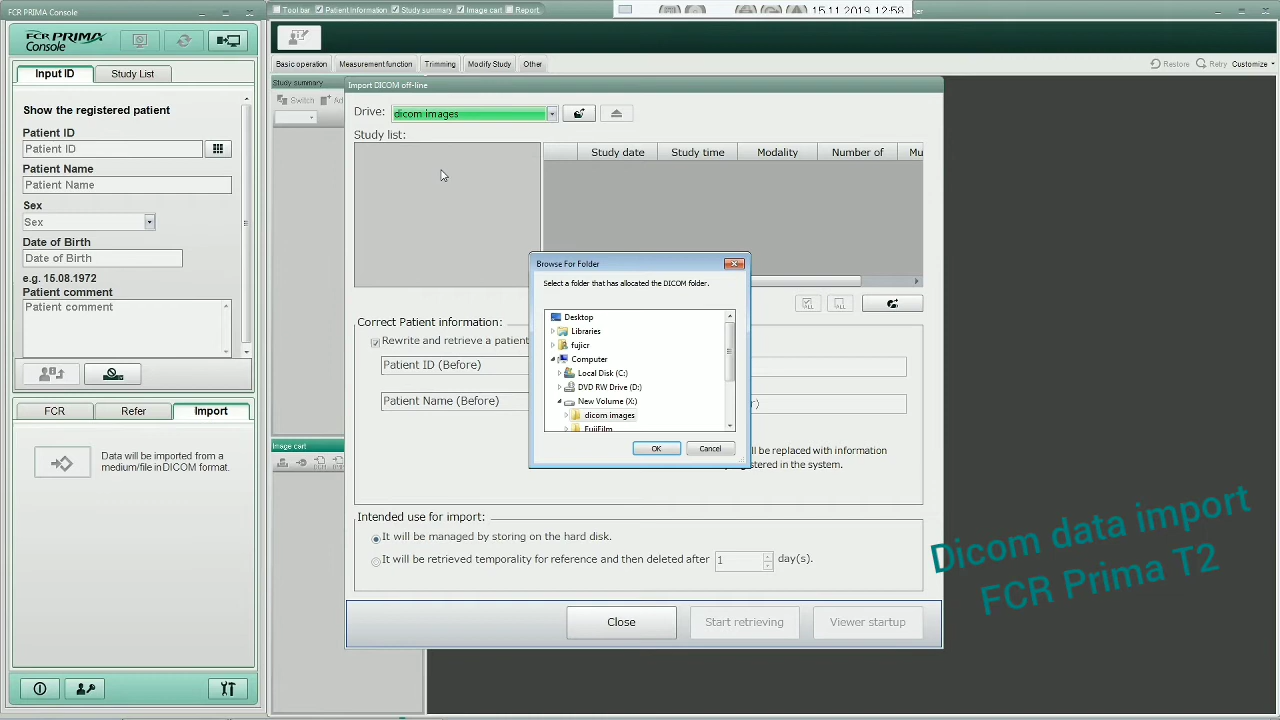 FCR PRIMA Console
FCR PRIMA Console
Input ID
Study List
Show the registered patient
Patient ID
Patient ID
Patient Name
Patient Name
Sex
Sex
Date of Birth
Date of Birth
e.g. 15.08.1972
Patient comment
Patient comment
FCR
Refer
Import
Data will be imported from a
medium/file in DICOM format.
Tool bar
Patient Information
Study summary
Image cart
Report
15.11.2019 12:58
Basic operation
Measurement function
Trimming
Modify Study
Other
Restore
Retry
Customize
Study summary
Switch
Image cart
Import DICOM off-line
Drive:
dicom images
Study list:
Study date
Study time
Modality
Number of
Mu
Browse For Folder
Select a folder that has allocated the DICOM folder.
Desktop
Libraries
fujicr
Computer
Local Disk (C:)
DVD RW Drive (D:)
New Volume (X:)
dicom images
FujiFilm
OK
Cancel
ALL
ALL
Correct Patient information:
Rewrite and retrieve a patient
Patient ID (Before)
Patient Name (Before)
r)
ll be replaced with information
istered in the system.
Intended use for import:
It will be managed by storing on the hard disk.
It will be retrieved temporality for reference and then deleted after
1
day(s).
Close
Start retrieving
Viewer startup
Dicom data import
FCR Prima T2